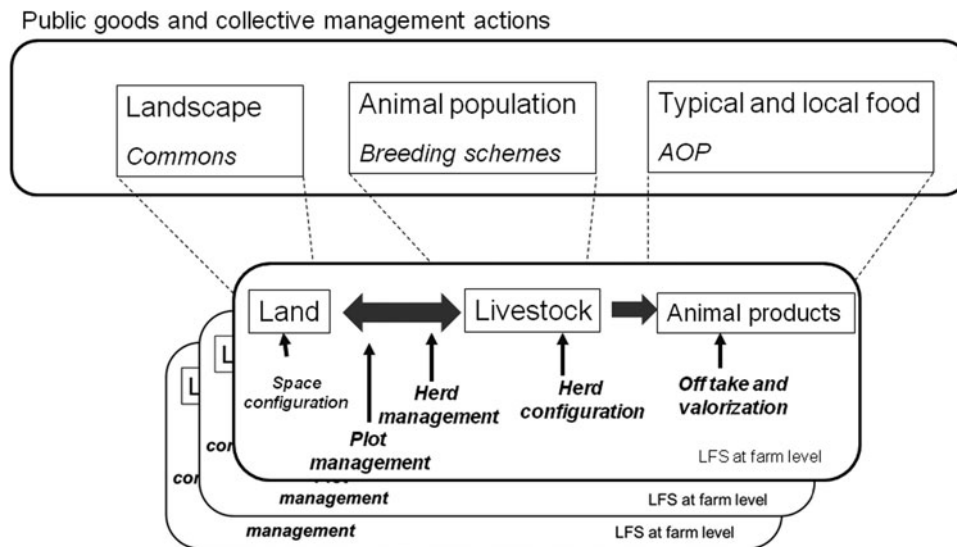 Public goods and collective management actions
Landscape
Commons
Animal population
Breeding schemes
Typical and local food
AOP
Land
Livestock
Animal products
Space
configuration
Plot
management
Herd
management
Herd
configuration
Off take and
valorization
LFS at farm level
L
con
management
LFS at farm level
L
con
management
LFS at farm level